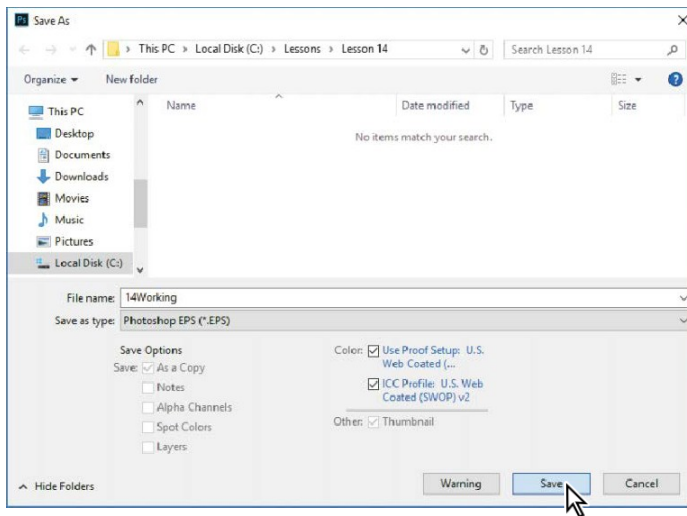 Ps Save As
This PC > Local Disk (C:) > Lessons > Lesson 14
Search Lesson 14
Organize New folder
?
Name Date modified Type Size
No items match your search.
This PC
Desktop
Documents
Downloads
Movies
Music
Pictures
Local Disk (C:)
File name: 14Working
Save as type: Photoshop EPS (*.EPS)
Save Options
Save: As a Copy
Notes
Alpha Channels
Spot Colors
Layers
Color: Use Proof Setup: U.S.
Web Coated (...
ICC Profile: U.S. Web
Coated (SWOP) v2
Other: Thumbnail
Hide Folders
Warning Save Cancel